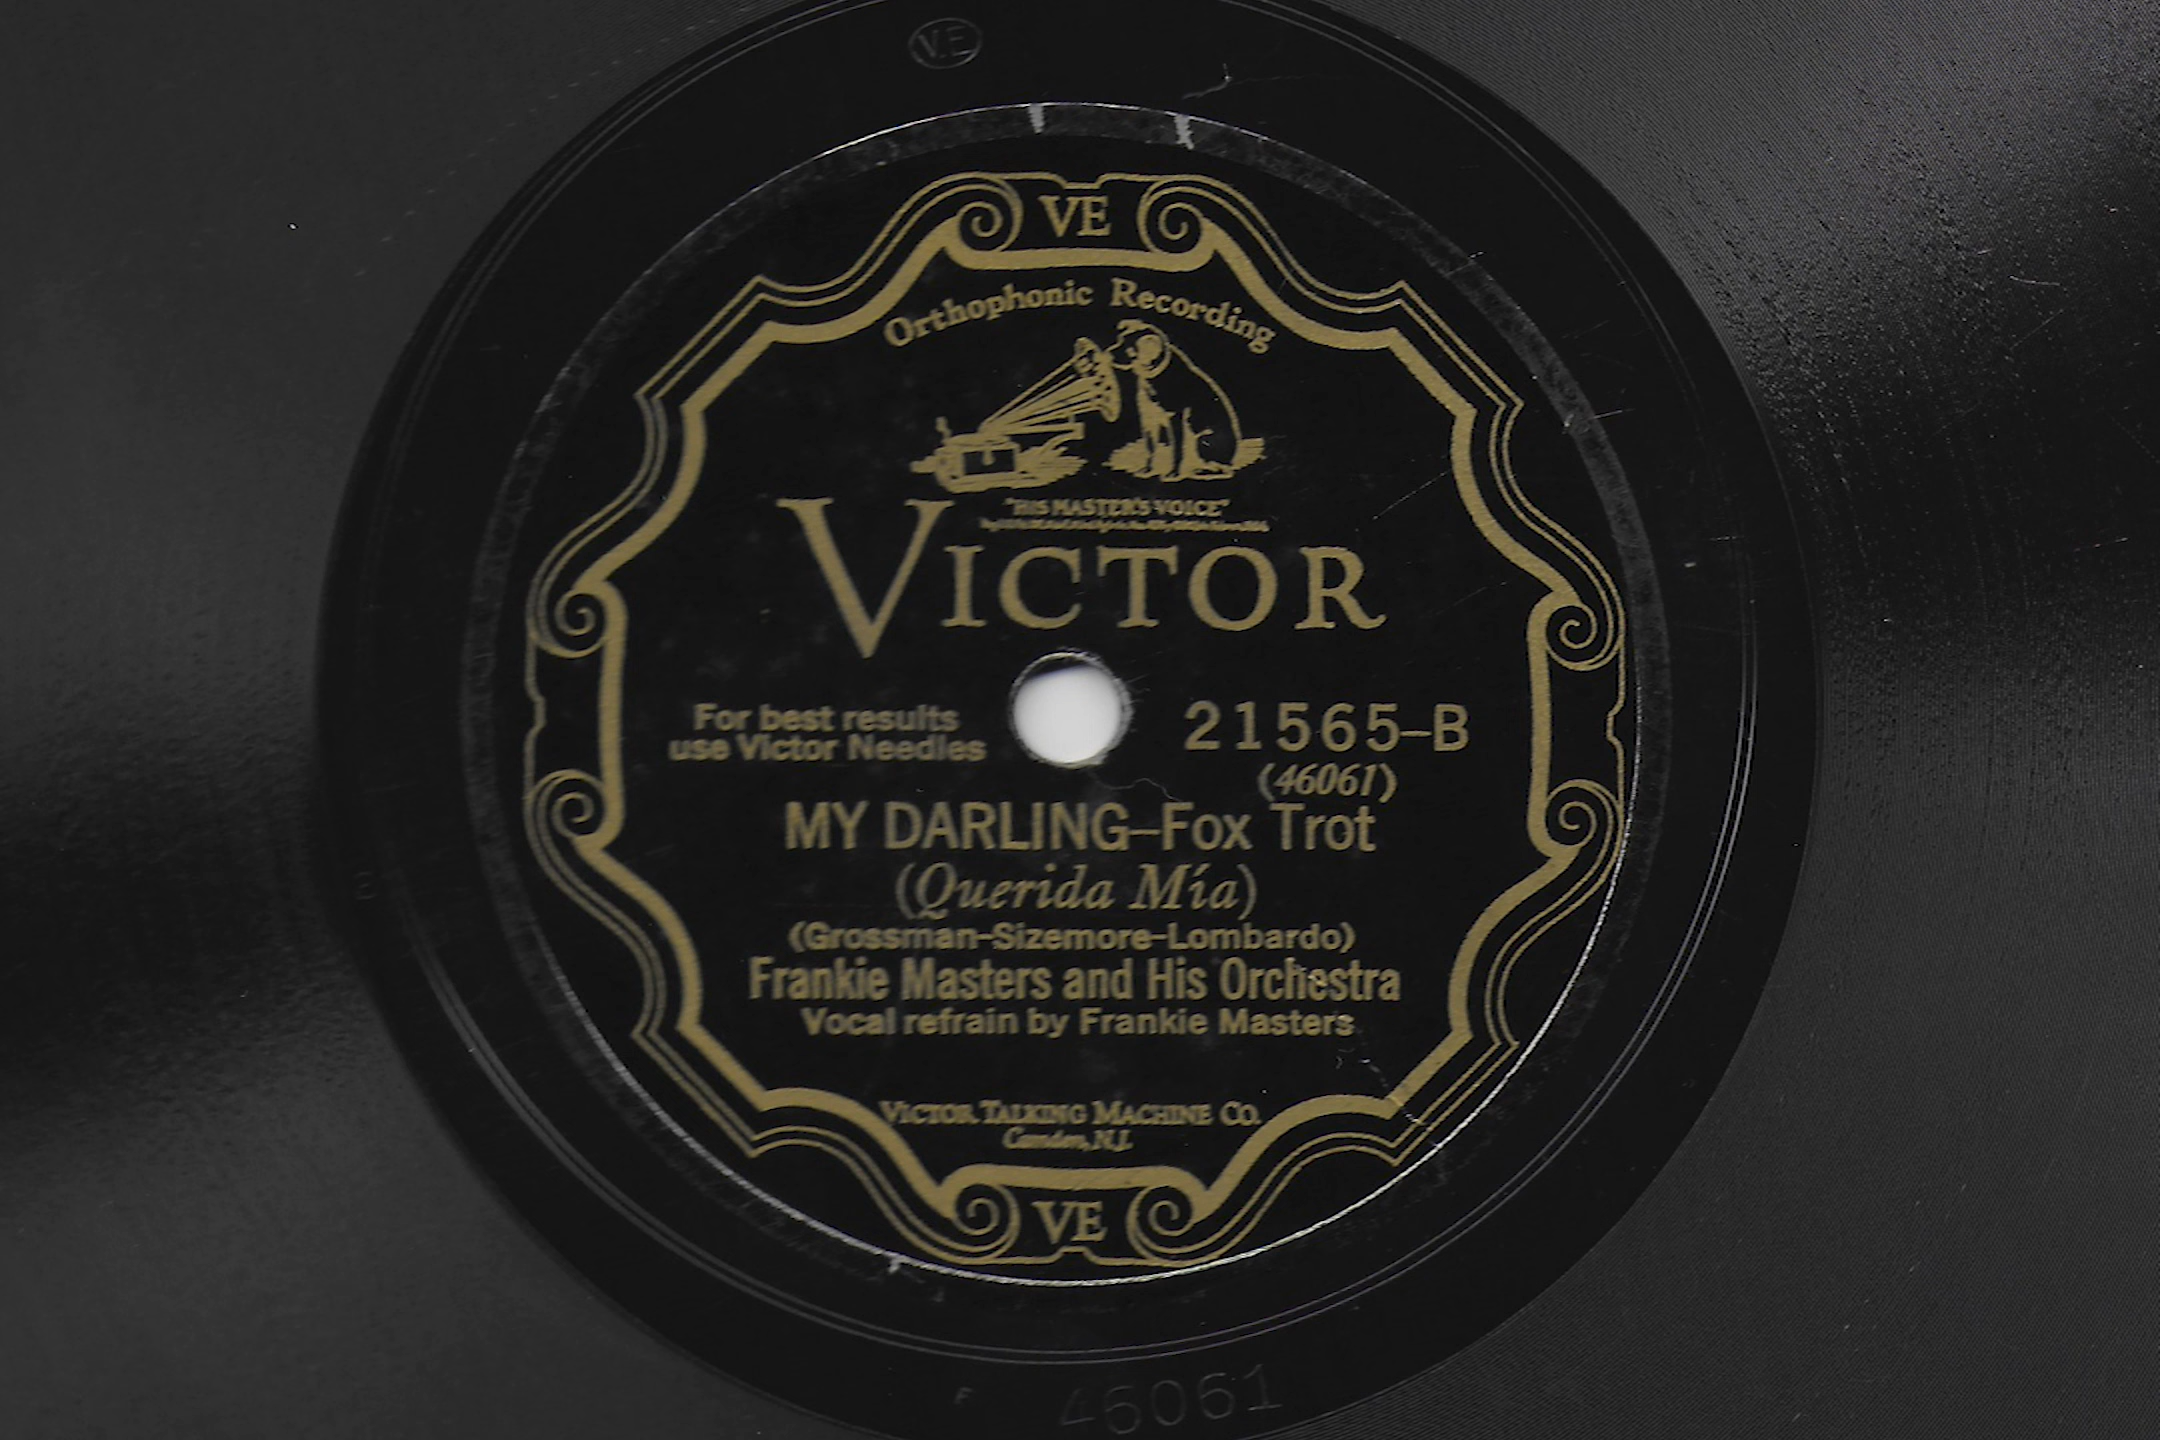 V.E
VE
Orthophonic Recording
"HIS MASTER'S VOICE"
VICTOR
For best results
use Victor Needles
21565-B
(46061)
MY DARLING-Fox Trot
(Querida Mía)
(Grossman-Sizemore-Lombardo)
Frankie Masters and His Orchestra
Vocal refrain by Frankie Masters
VICTOR TALKING MACHINE CO.
Camden, N.J.
VE
F
46061